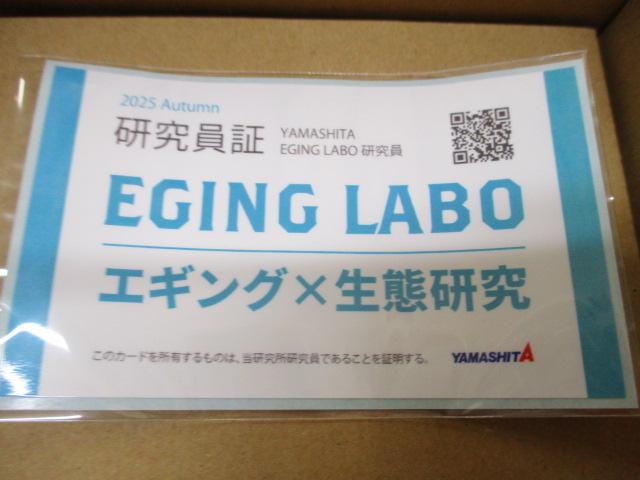 2025 Autumn
研究員証
YAMASHITA
EGING LABO 研究員
EGING LABO
エギング×生態研究
このカードを所有するものは、当研究所研究員であることを証明する。
YAMASHITA